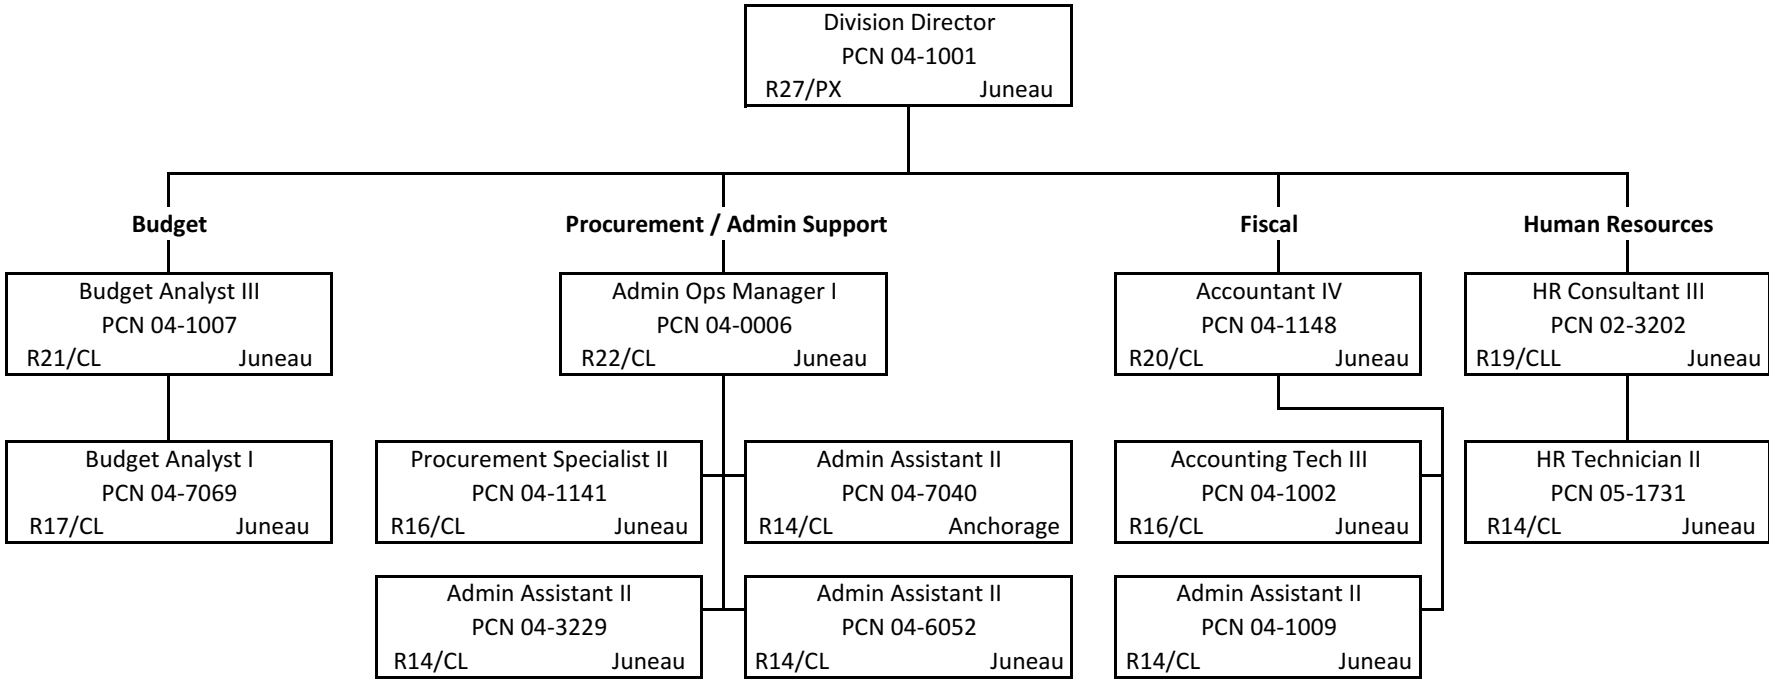 Division Director
PCN 04-1001
R27/PX Juneau
Budget
Budget Analyst III
PCN 04-1007
R21/CL Juneau
Budget Analyst I
PCN 04-7069
R17/CL Juneau
Procurement / Admin Support
Admin Ops Manager I
PCN 04-0006
R22/CL Juneau
Procurement Specialist II
PCN 04-1141
R16/CL Juneau
Admin Assistant II
PCN 04-7040
R14/CL Anchorage
Admin Assistant II
PCN 04-3229
R14/CL Juneau
Admin Assistant II
PCN 04-6052
R14/CL Juneau
Fiscal
Accountant IV
PCN 04-1148
R20/CL Juneau
Accounting Tech III
PCN 04-1002
R16/CL Juneau
Admin Assistant II
PCN 04-1009
R14/CL Juneau
Human Resources
HR Consultant III
PCN 02-3202
R19/CLL Juneau
HR Technician II
PCN 05-1731
R14/CL Juneau